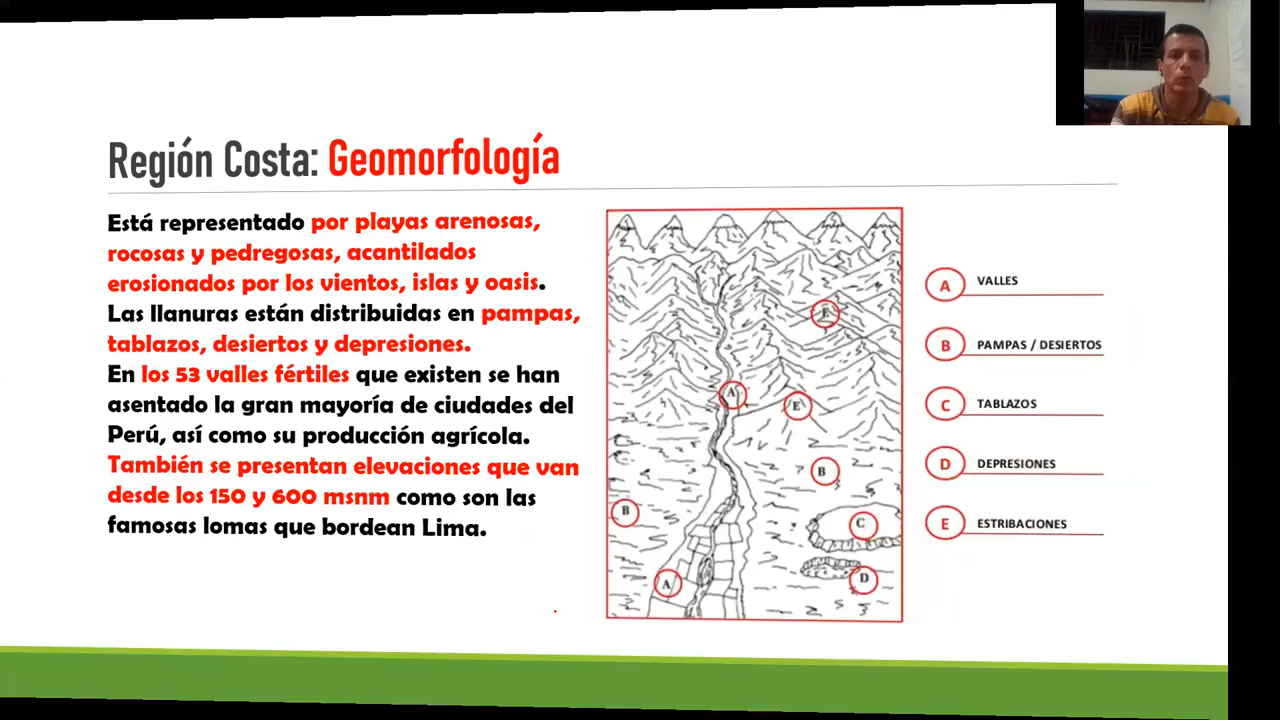 Región Costa: Geomorfología
Está representado por playas arenosas,
rocosas y pedregosas, acantilados
erosionados por los vientos, islas y oasis.
Las llanuras están distribuidas en pampas,
tablazos, desiertos y depresiones.
En los 53 valles fértiles que existen se han
asentado la gran mayoría de ciudades del
Perú, así como su producción agrícola.
También se presentan elevaciones que van
desde los 150 y 600 msnm como son las
famosas lomas que bordean Lima.
E
A
E
B
B
C
D
A
A VALLES
B PAMPAS / DESIERTOS
C TABLAZOS
D DEPRESIONES
E ESTRIBACIONES